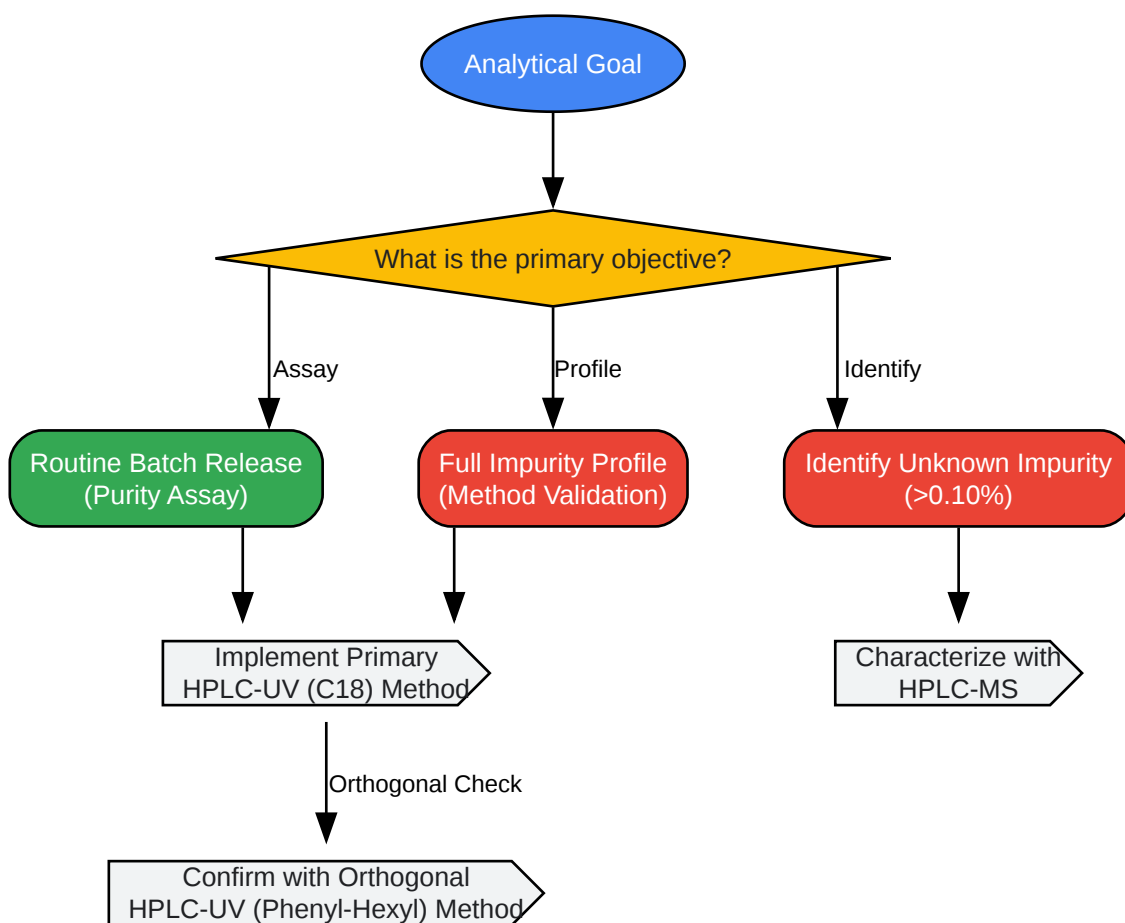 Analytical Goal
What is the primary objective?
Assay
Profile
Identify
Routine Batch Release
(Purity Assay)
Full Impurity Profile
(Method Validation)
Identify Unknown Impurity
(>0.10%)
Implement Primary
HPLC-UV (C18) Method
Characterize with
HPLC-MS
Orthogonal Check
Confirm with Orthogonal
HPLC-UV (Phenyl-Hexyl) Method